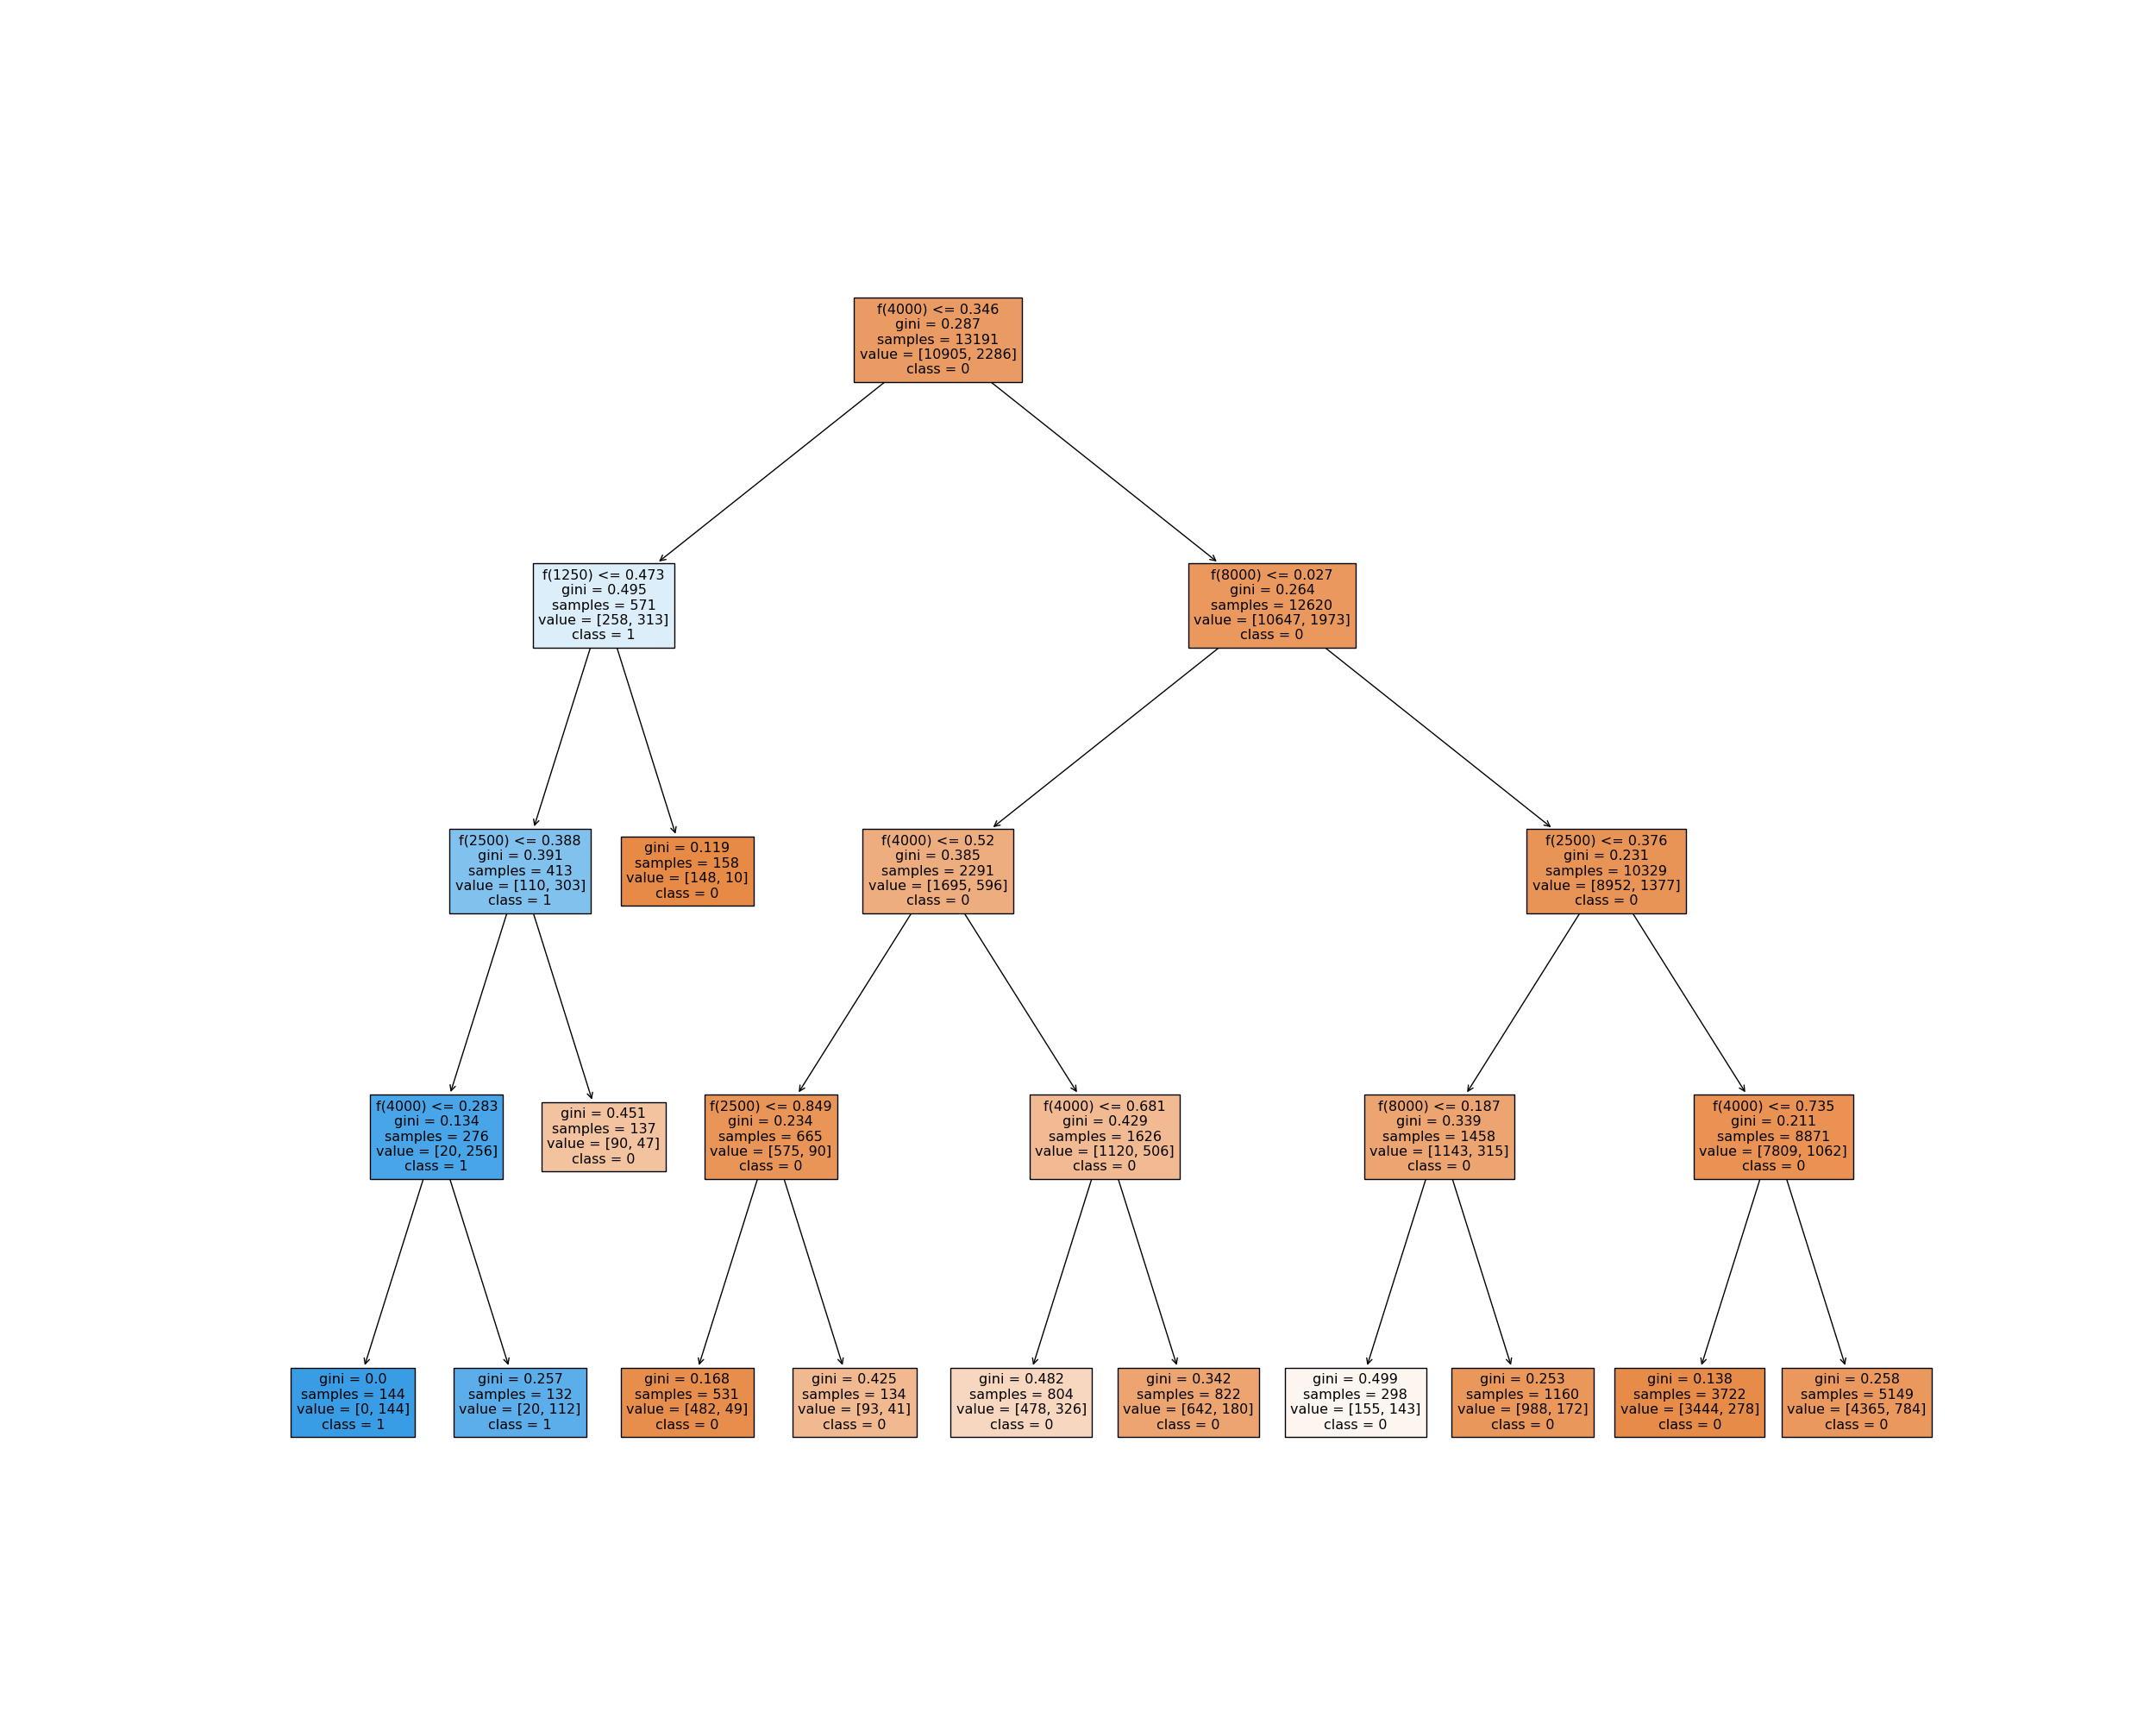 f(4000) <= 0.346
gini = 0.287
samples = 13191
value = [10905, 2286]
class = 0
f(1250) <= 0.473
gini = 0.495
samples = 571
value = [258, 313]
class = 1
f(8000) <= 0.027
gini = 0.264
samples = 12620
value = [10647, 1973]
class = 0
f(2500) <= 0.388
gini = 0.391
samples = 413
value = [110, 303]
class = 1
gini = 0.119
samples = 158
value = [148, 10]
class = 0
f(4000) <= 0.52
gini = 0.385
samples = 2291
value = [1695, 596]
class = 0
f(2500) <= 0.376
gini = 0.231
samples = 10329
value = [8952, 1377]
class = 0
f(4000) <= 0.283
gini = 0.134
samples = 276
value = [20, 256]
class = 1
gini = 0.451
samples = 137
value = [90, 47]
class = 0
f(2500) <= 0.849
gini = 0.234
samples = 665
value = [575, 90]
class = 0
f(4000) <= 0.681
gini = 0.429
samples = 1626
value = [1120, 506]
class = 0
f(8000) <= 0.187
gini = 0.339
samples = 1458
value = [1143, 315]
class = 0
f(4000) <= 0.735
gini = 0.211
samples = 8871
value = [7809, 1062]
class = 0
gini = 0.0
samples = 144
value = [0, 144]
class = 1
gini = 0.257
samples = 132
value = [20, 112]
class = 1
gini = 0.168
samples = 531
value = [482, 49]
class = 0
gini = 0.425
samples = 134
value = [93, 41]
class = 0
gini = 0.482
samples = 804
value = [478, 326]
class = 0
gini = 0.342
samples = 822
value = [642, 180]
class = 0
gini = 0.499
samples = 298
value = [155, 143]
class = 0
gini = 0.253
samples = 1160
value = [988, 172]
class = 0
gini = 0.138
samples = 3722
value = [3444, 278]
class = 0
gini = 0.258
samples = 5149
value = [4365, 784]
class = 0